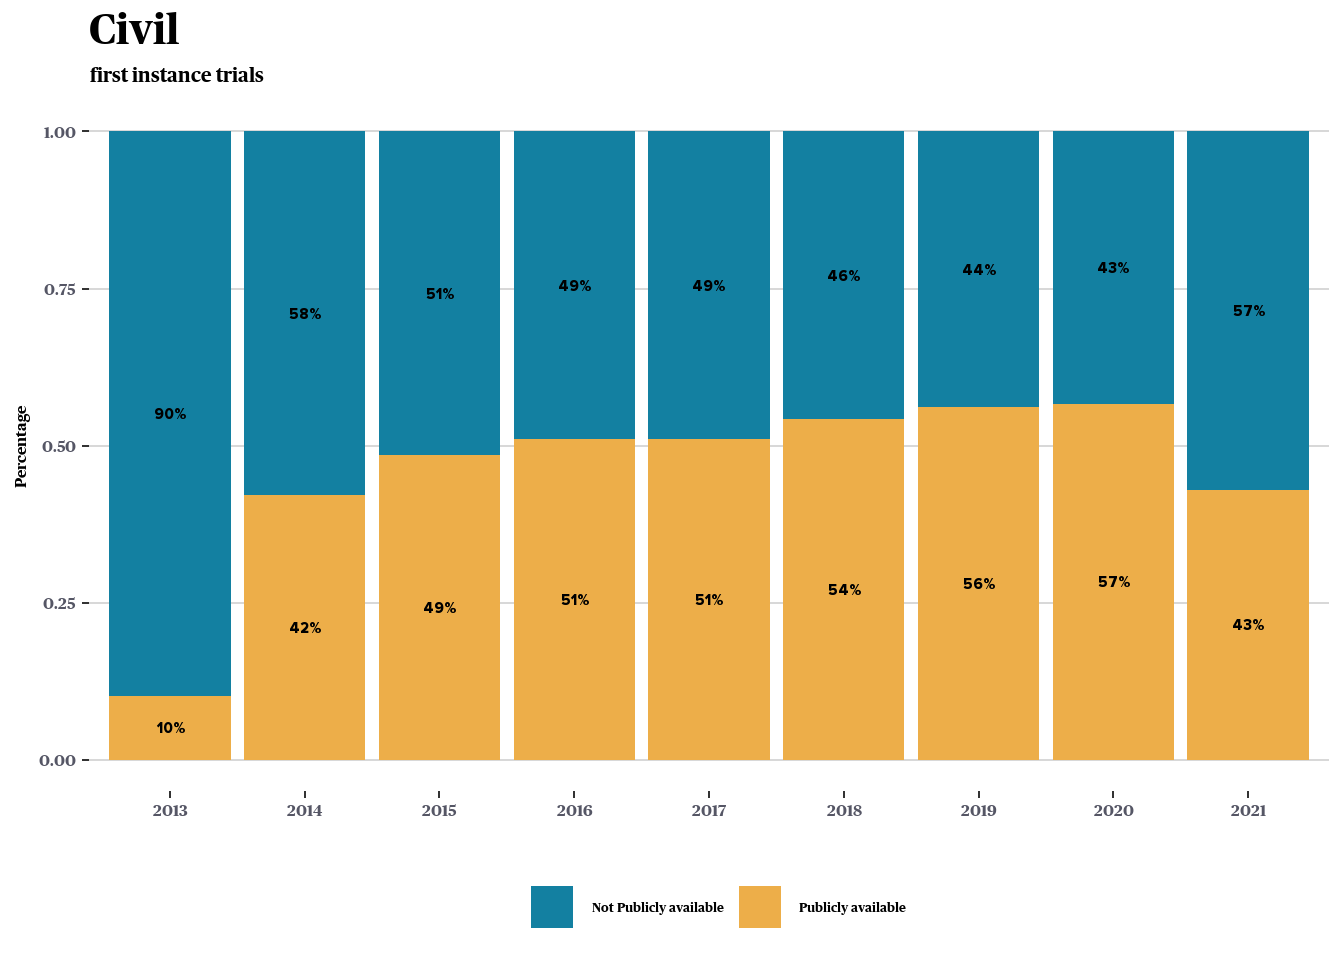 Civil
first instance trials
Percentage
1.00
0.75
0.50
0.25
0.00
90% 58% 51% 49% 49% 46% 44% 43% 57%
10% 42% 49% 51% 51% 54% 56% 57% 43%
2013 2014 2015 2016 2017 2018 2019 2020 2021
Not Publicly available Publicly available